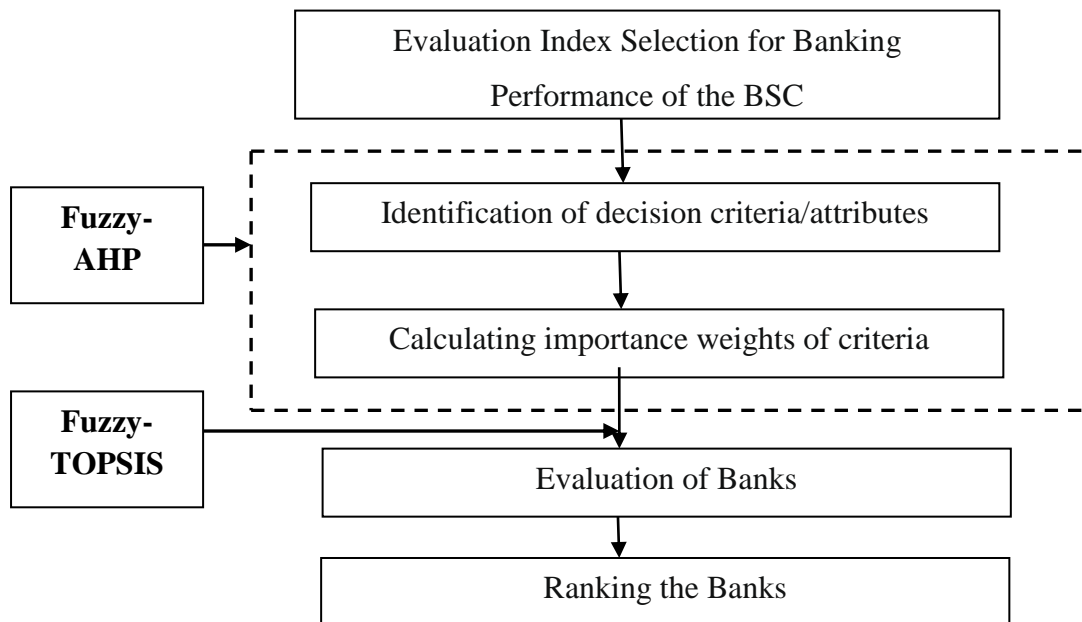 Evaluation Index Selection for Banking
Performance of the BSC
Fuzzy-
AHP
Identification of decision criteria/attributes
Calculating importance weights of criteria
Fuzzy-
TOPSIS
Evaluation of Banks
Ranking the Banks